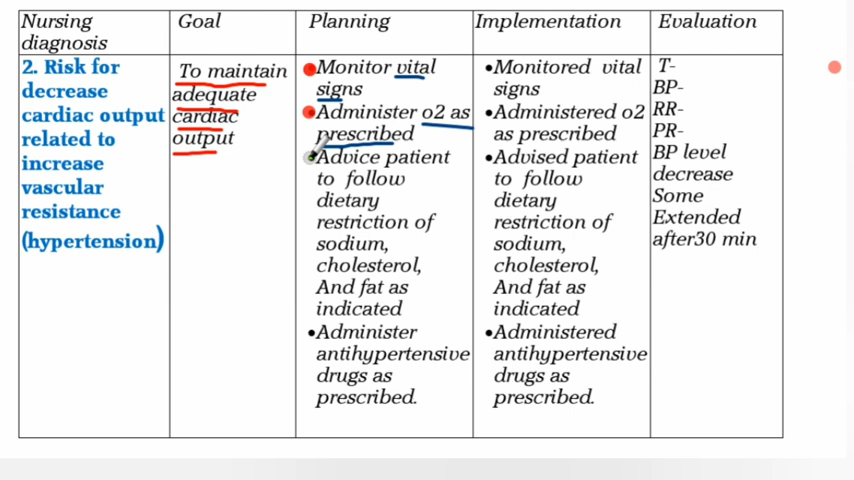 Nursing
diagnosis
Goal
Planning
Implementation
Evaluation
2. Risk for
decrease
cardiac output
related to
increase
vascular
resistance
(hypertension)
To maintain
adequate
cardiac
output
•Monitor vital
signs
•Administer o2 as
prescribed
•Advice patient
to follow
dietary
restriction of
sodium,
cholesterol,
And fat as
indicated
•Administer
antihypertensive
drugs as
prescribed.
•Monitored vital
signs
•Administered o2
as prescribed
•Advised patient
to follow
dietary
restriction of
sodium,
cholesterol,
And fat as
indicated
•Administered
antihypertensive
drugs as
prescribed.
T-
BP-
RR-
PR-
BP level
decrease
Some
Extended
after30 min